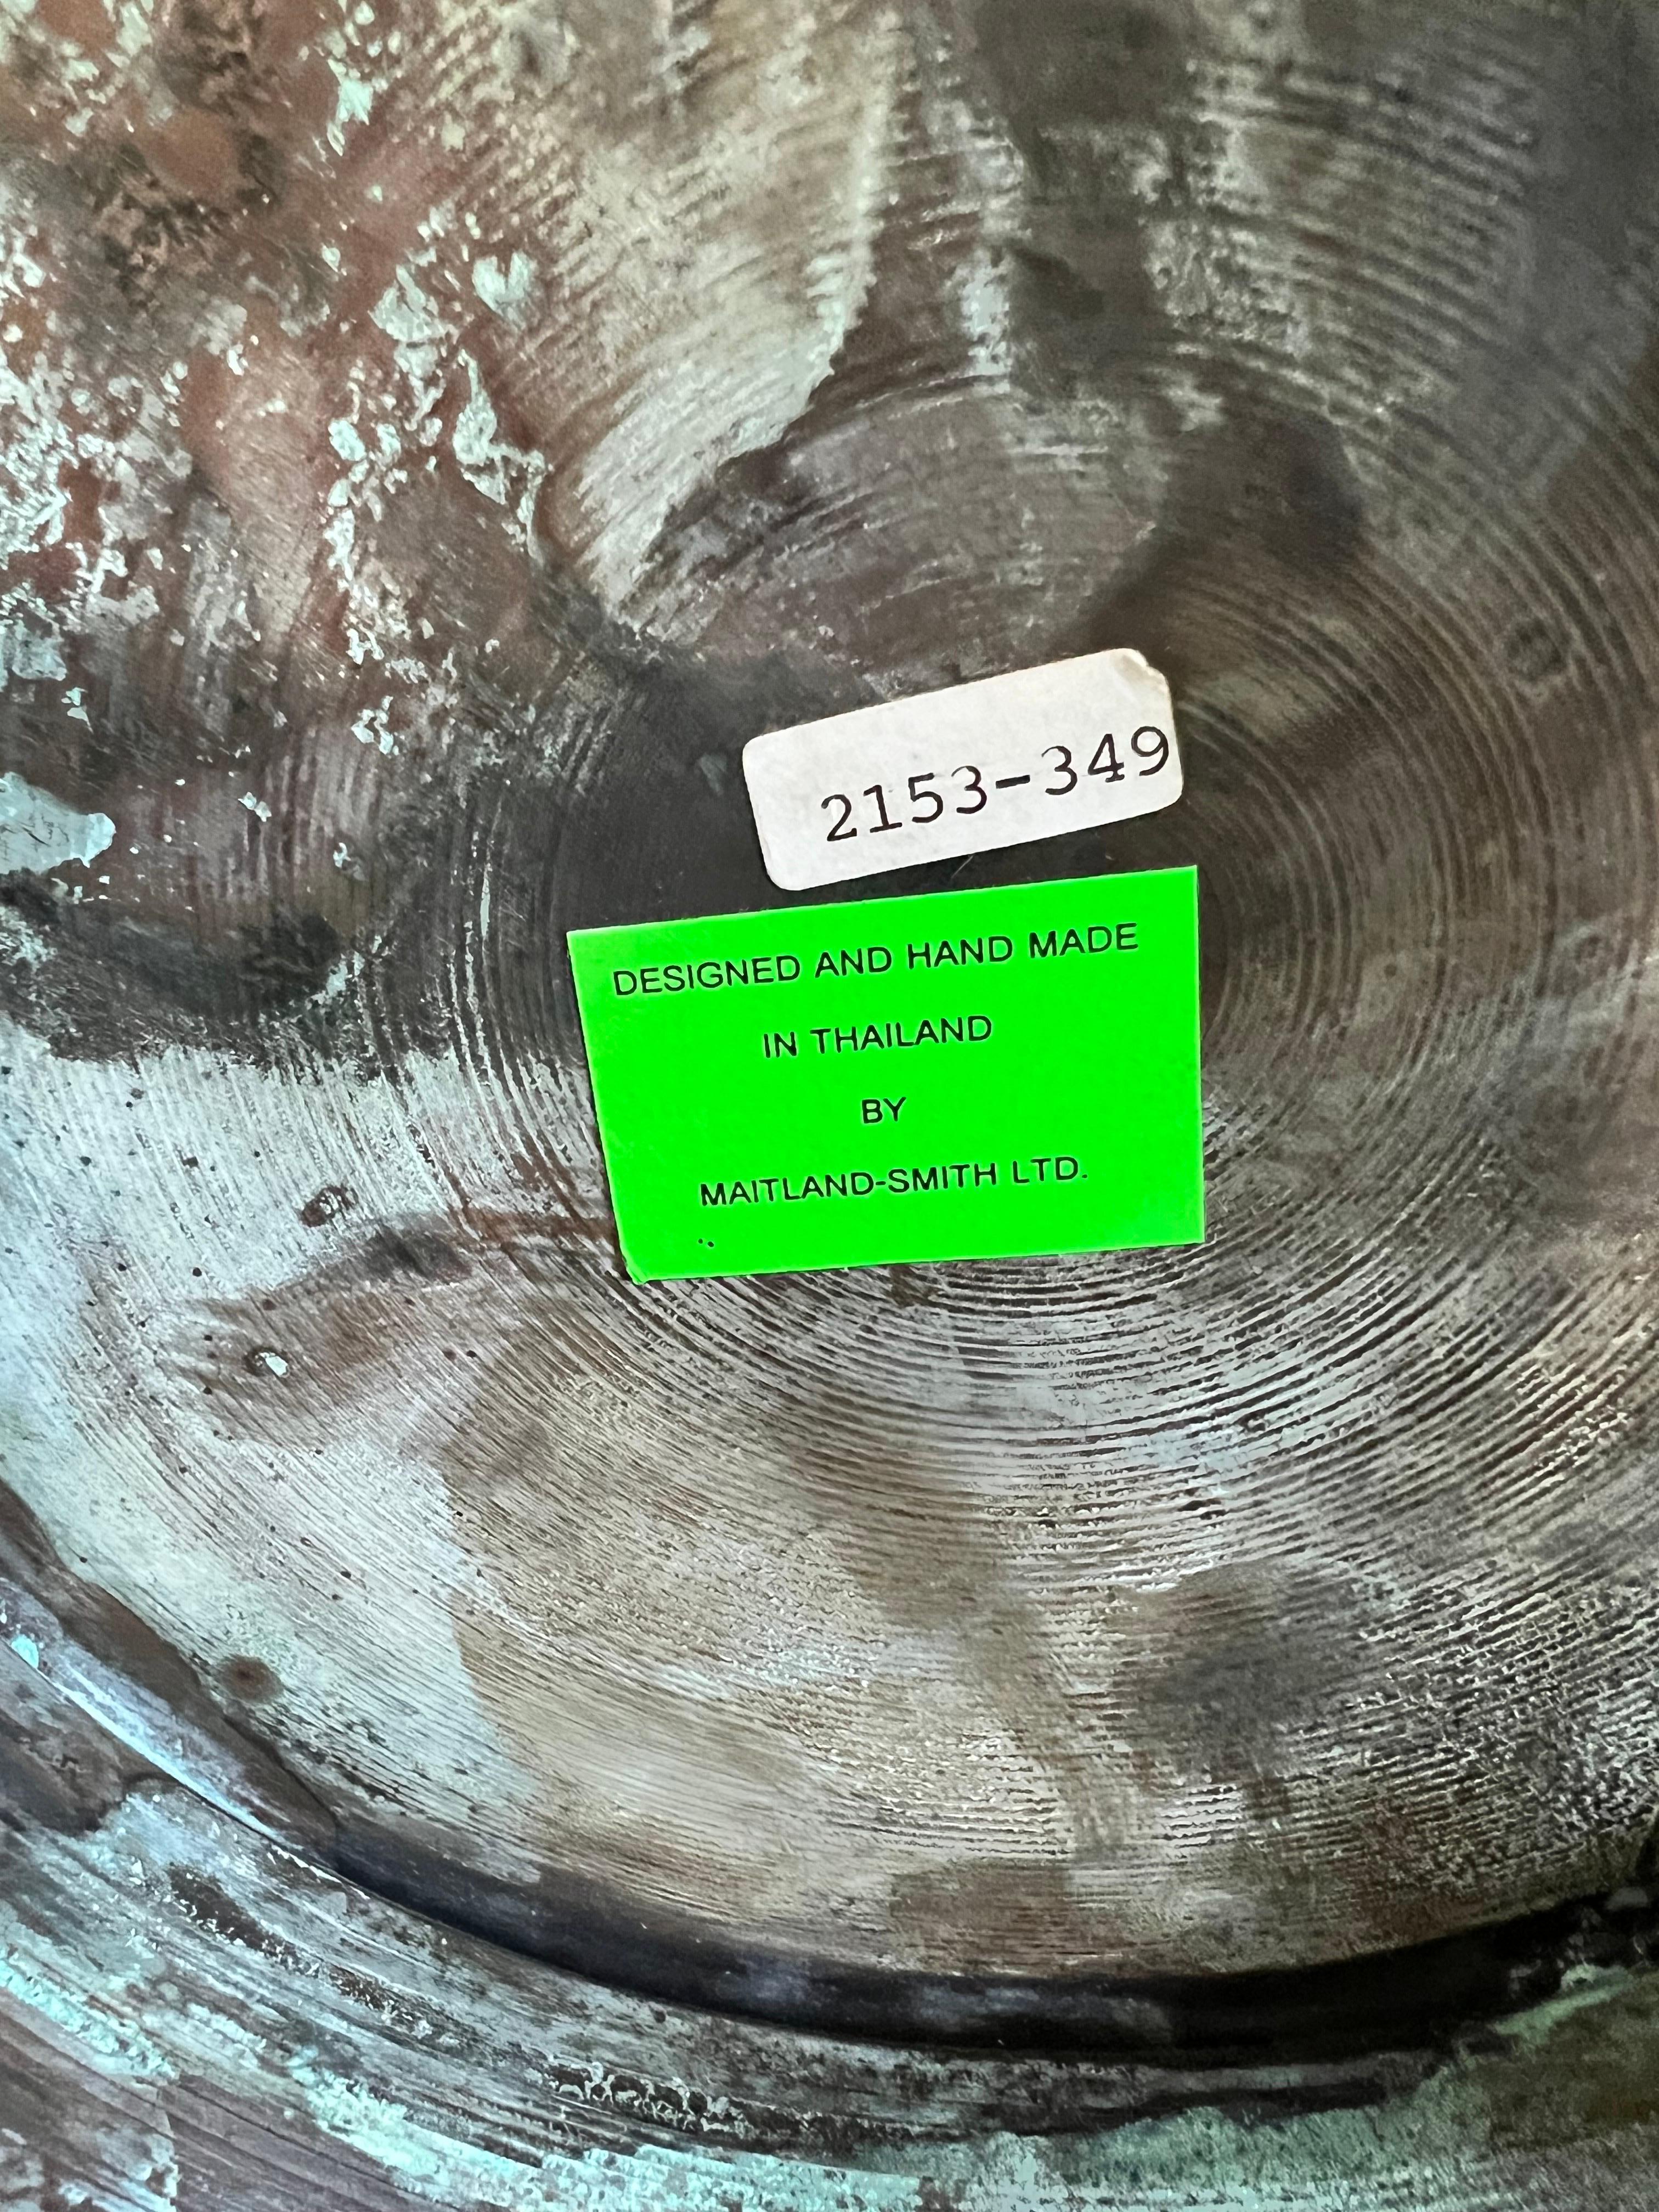 2153-349
DESIGNED AND HAND MADE
IN THAILAND
BY
MAITLAND-SMITH LTD.